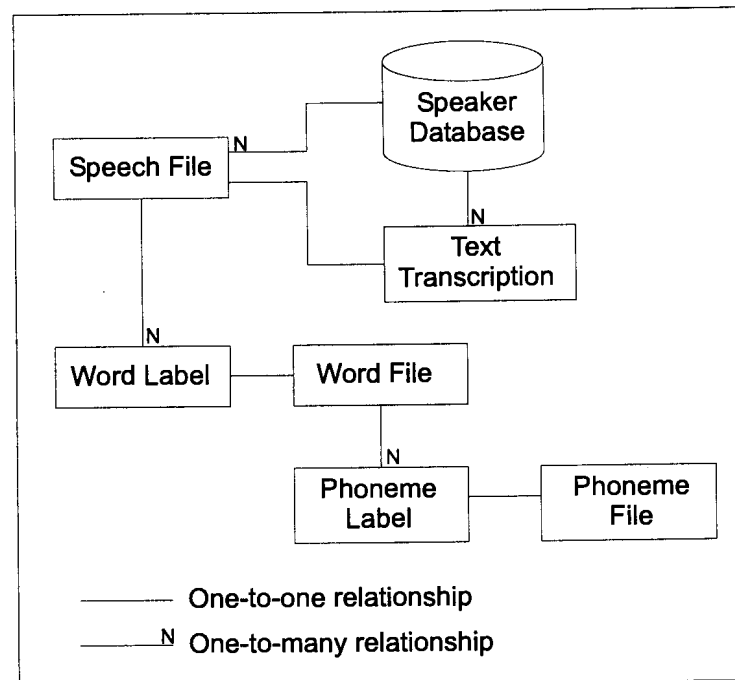 Speaker
Database
N
Speech File
N
Text
Transcription
N
Word Label
Word File
N
Phoneme
Label
Phoneme
File
One-to-one relationship
N One-to-many relationship